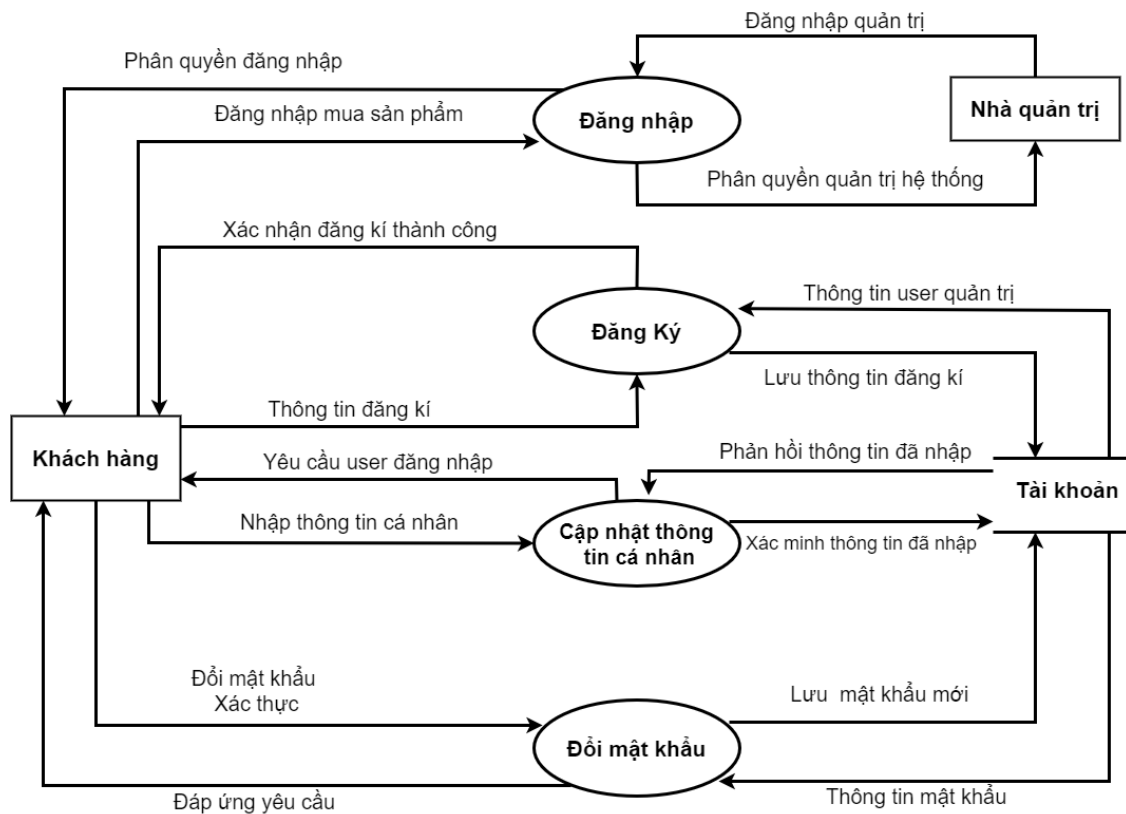 Đăng nhập quản trị
Phân quyền đăng nhập
Đăng nhập mua sản phẩm
Đăng nhập
Nhà quản trị
Phân quyền quản trị hệ thống
Xác nhận đăng kí thành công
Thông tin user quản trị
Đăng Ký
Lưu thông tin đăng kí
Thông tin đăng kí
Khách hàng
Yêu cầu user đăng nhập
Phản hồi thông tin đã nhập
Tài khoản
Nhập thông tin cá nhân
Cập nhật thông
tin cá nhân
Xác minh thông tin đã nhập
Đổi mật khẩu
Xác thực
Lưu mật khẩu mới
Đổi mật khẩu
Đáp ứng yêu cầu
Thông tin mật khẩu